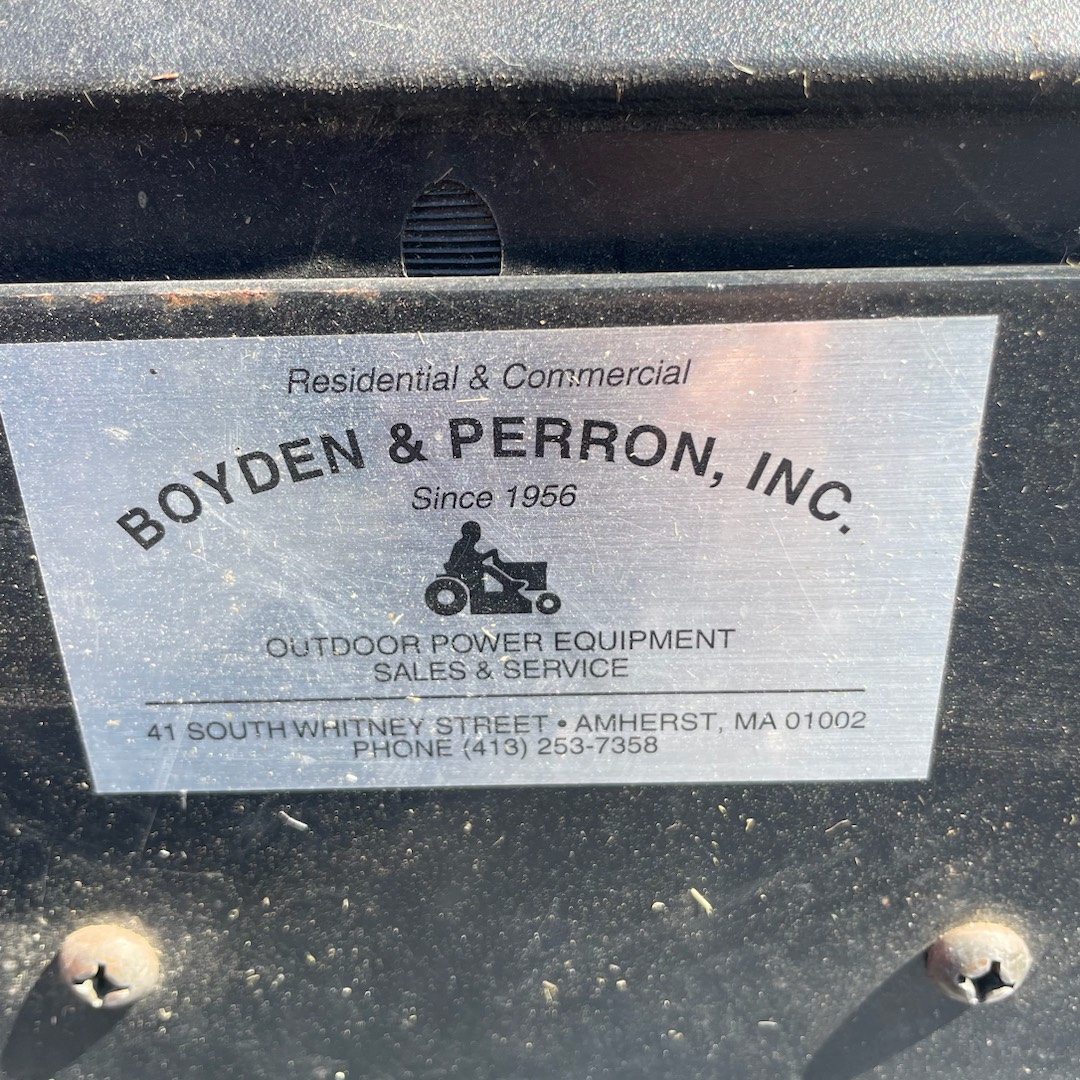 Residential & Commercial
BOYDEN & PERRON, INC.
Since 1956
OUTDOOR POWER EQUIPMENT
SALES & SERVICE
41 SOUTH WHITNEY STREET • AMHERST, MA 01002
PHONE (413) 253-7358